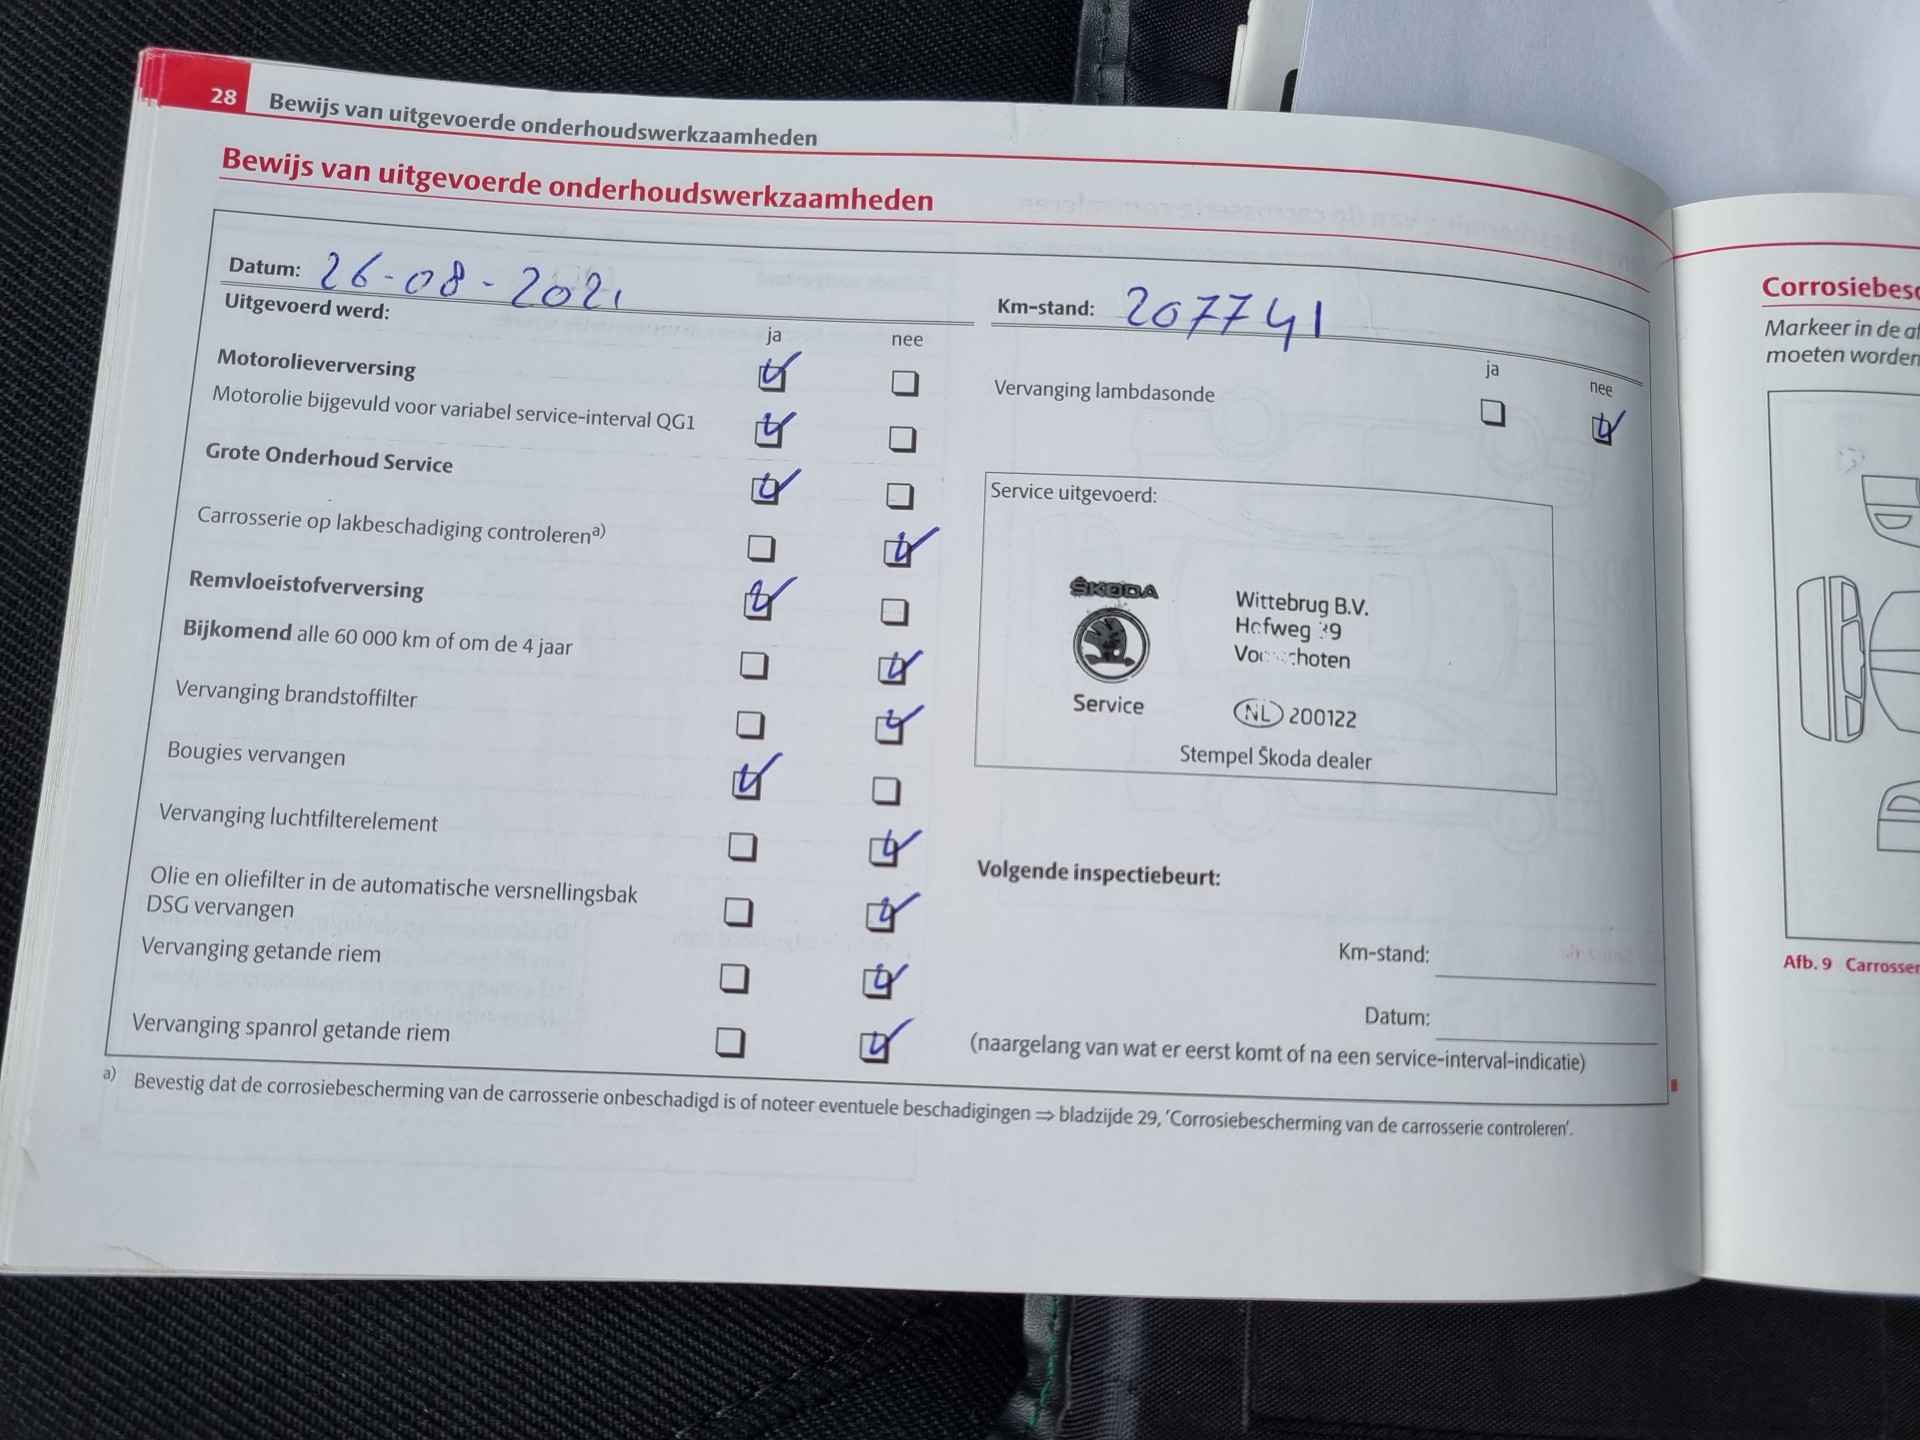 28 Bewijs van uitgevoerde onderhoudswerkzaamheden
Bewijs van uitgevoerde onderhoudswerkzaamheden
Datum: 26-08-2021
Uitgevoerd werd:
ja nee
Motorolieverversing
Motorolie bijgevuld voor variabel service-interval QG1
Grote Onderhoud Service
Carrosserie op lakbeschadiging controleren a)
Remvloeistofverversing
Bijkomend alle 60 000 km of om de 4 jaar
Vervanging brandstoffilter
Bougies vervangen
Vervanging luchtfilterelement
Olie en oliefilter in de automatische versnellingsbak
DSG vervangen
Vervanging getande riem
Vervanging spanrol getande riem
Km-stand: 207741
ja nee
Vervanging lambdasonde
Service uitgevoerd:
ŠKODA
Service
Wittebrug B.V.
Hofweg 39
Voorschoten
NL 200122
Stempel Škoda dealer
Volgende inspectiebeurt:
Km-stand:
Datum:
(naargelang van wat er eerst komt of na een service-interval-indicatie)
a) Bevestig dat de corrosiebescherming van de carrosserie onbeschadigd is of noteer eventuele beschadigingen ⇒ bladzijde 29, 'Corrosiebescherming van de carrosserie controleren'.
Markeer in de
moeten worden
Afb. 9